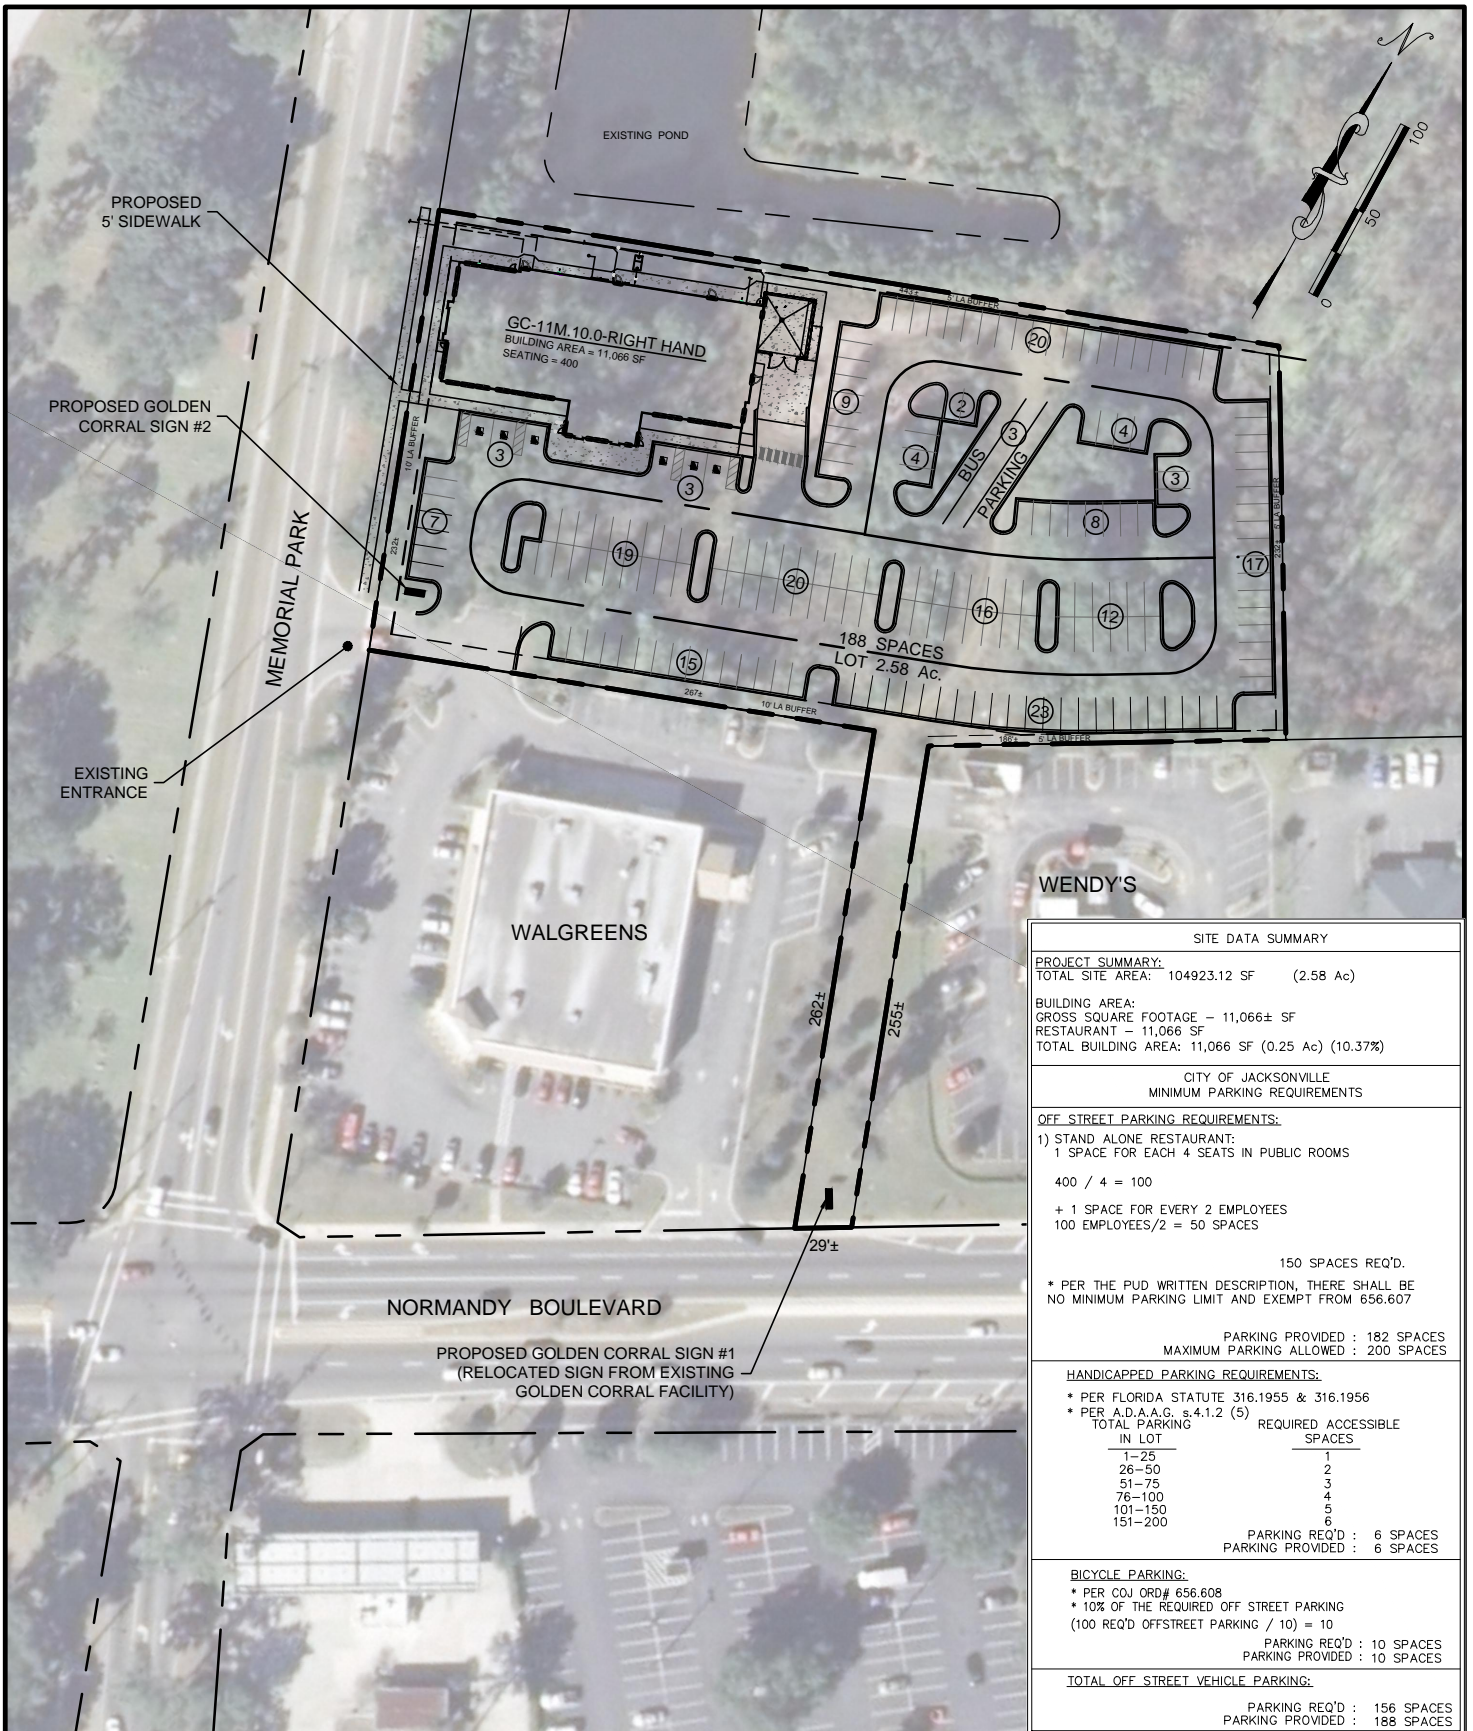 N
100
50
0
EXISTING POND
PROPOSED
5' SIDEWALK
443±
5' LA BUFFER
GC-11M.10.0-RIGHT HAND
BUILDING AREA = 11,066 SF
SEATING = 400
20
PROPOSED GOLDEN
CORRAL SIGN #2
9
2
3
4
4
BUS
PARKING
3
3
3
10' LA BUFFER
7
8
232±
19
20
16
12
17
5' LA BUFFER
232±
MEMORIAL PARK
188 SPACES
LOT 2.58 Ac.
15
267±
10' LA BUFFER
23
186'±
5' LA BUFFER
EXISTING
ENTRANCE
WALGREENS
WENDY'S
262±
255±
29'±
NORMANDY BOULEVARD
PROPOSED GOLDEN CORRAL SIGN #1
(RELOCATED SIGN FROM EXISTING
GOLDEN CORRAL FACILITY)
SITE DATA SUMMARY
PROJECT SUMMARY:
TOTAL SITE AREA: 104923.12 SF (2.58 Ac)
BUILDING AREA:
GROSS SQUARE FOOTAGE – 11,066± SF
RESTAURANT – 11,066 SF
TOTAL BUILDING AREA: 11,066 SF (0.25 Ac) (10.37%)
CITY OF JACKSONVILLE
MINIMUM PARKING REQUIREMENTS
OFF STREET PARKING REQUIREMENTS:
1) STAND ALONE RESTAURANT:
1 SPACE FOR EACH 4 SEATS IN PUBLIC ROOMS
400 / 4 = 100
+ 1 SPACE FOR EVERY 2 EMPLOYEES
100 EMPLOYEES/2 = 50 SPACES
150 SPACES REQ'D.
* PER THE PUD WRITTEN DESCRIPTION, THERE SHALL BE
NO MINIMUM PARKING LIMIT AND EXEMPT FROM 656.607
PARKING PROVIDED : 182 SPACES
MAXIMUM PARKING ALLOWED : 200 SPACES
HANDICAPPED PARKING REQUIREMENTS:
* PER FLORIDA STATUTE 316.1955 & 316.1956
* PER A.D.A.A.G. s.4.1.2 (5)
TOTAL PARKING REQUIRED ACCESSIBLE
IN LOT SPACES
1–25 1
26–50 2
51–75 3
76–100 4
101–150 5
151–200 6
PARKING REQ'D : 6 SPACES
PARKING PROVIDED : 6 SPACES
BICYCLE PARKING:
* PER COJ ORD# 656.608
* 10% OF THE REQUIRED OFF STREET PARKING
(100 REQ'D OFFSTREET PARKING / 10) = 10
PARKING REQ'D : 10 SPACES
PARKING PROVIDED : 10 SPACES
TOTAL OFF STREET VEHICLE PARKING:
PARKING REQ'D : 156 SPACES
PARKING PROVIDED : 188 SPACES